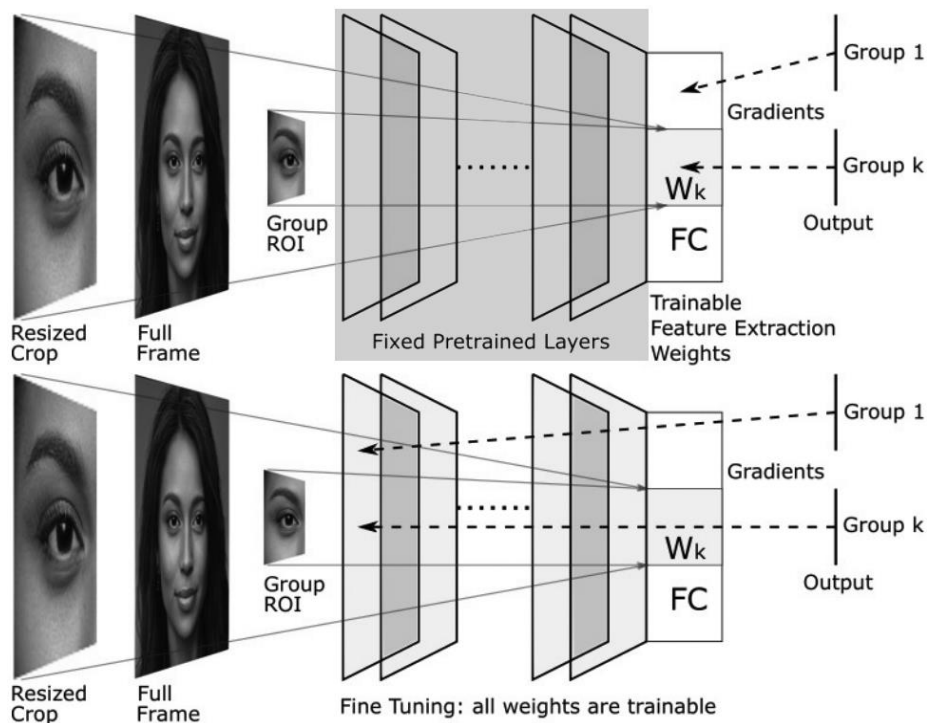 Group 1
Gradients
Group k
Wk
Group
ROI
Output
FC
Resized
Crop
Full
Frame
Fixed Pretrained Layers
Trainable
Feature Extraction
Weights
Group 1
Gradients
Group k
Wk
Group
ROI
Output
FC
Resized
Crop
Full
Frame
Fine Tuning: all weights are trainable